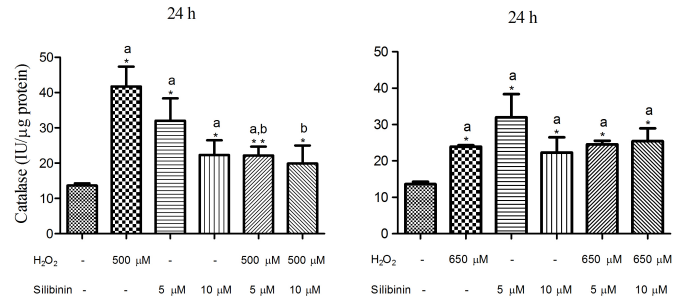 24 h
Catalase (IU/µg protein)
50
40
30
20
10
0
a
*
a
*
a
*
a,b
* *
b
*
H₂O₂ - 500 µM - - 500 µM 500 µM
Silibinin - - 5 µM 10 µM 5 µM 10 µM
24 h
50
40
30
20
10
0
a
*
a
*
a
*
a
*
a
*
H₂O₂ - 650 µM - - 650 µM 650 µM
Silibinin - - 5 µM 10 µM 5 µM 10 µM